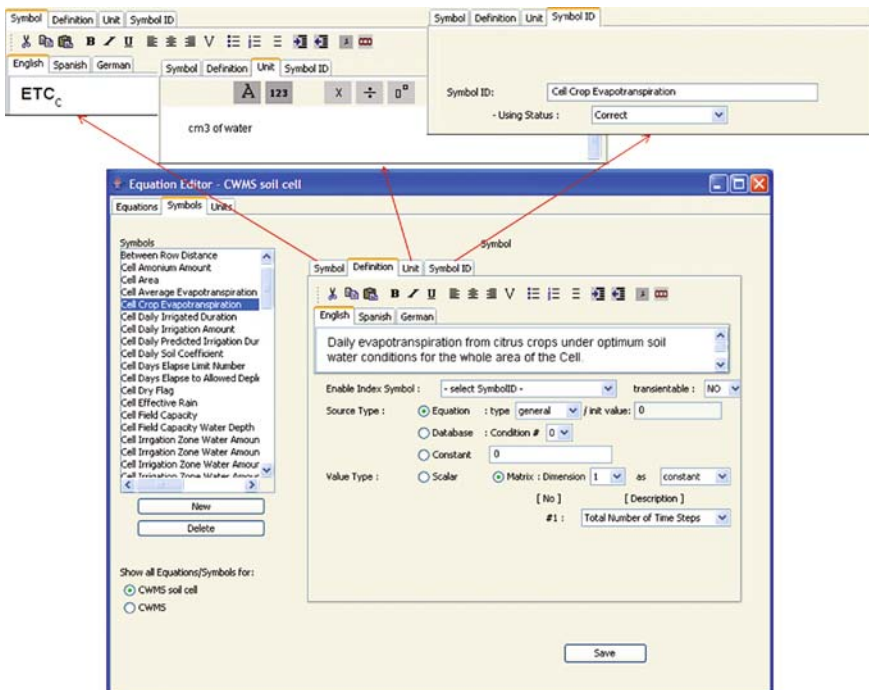 Symbol Definition Unit Symbol ID
B I U
English Spanish German
ETCc
Symbol Definition Unit Symbol ID
À 123 X ÷
cm3 of water
Symbol Definition Unit Symbol ID
Symbol ID: Cell Crop Evapotranspiration
- Using Status : Correct
Equation Editor - CWMS soil cell
Equations Symbols Units
Symbols
Between Row Distance
Cell Amonium Amount
Cell Area
Cell Average Evapotranspiration
Cell Crop Evapotranspiration
Cell Daily Irrigated Duration
Cell Daily Irrigation Amount
Cell Daily Predicted Irrigation Dur
Cell Daily Soil Coefficient
Cell Days Elapse Limit Number
Cell Days Elapse to Allowed Deple
Cell Dry Flag
Cell Effective Rain
Cell Field Capacity
Cell Field Capacity Water Depth
Cell Irrigation Zone Water Amoun
Cell Irrigation Zone Water Amoun
Cell Irrigation Zone Water Amour
Cell Irrigation Zone Water Amour
New
Delete
Show all Equations/Symbols for:
CWMS soil cell
CWMS
Symbol
Symbol Definition Unit Symbol ID
B I U
English Spanish German
Daily evapotranspiration from citrus crops under optimum soil
water conditions for the whole area of the Cell.
Enable Index Symbol : - select SymbolID - transientable : NO
Source Type : Equation : type general / init value: 0
Database : Condition # 0
Constant 0
Value Type : Scalar Matrix : Dimension 1 as constant
[ No ] [ Description ]
#1 : Total Number of Time Steps
Save